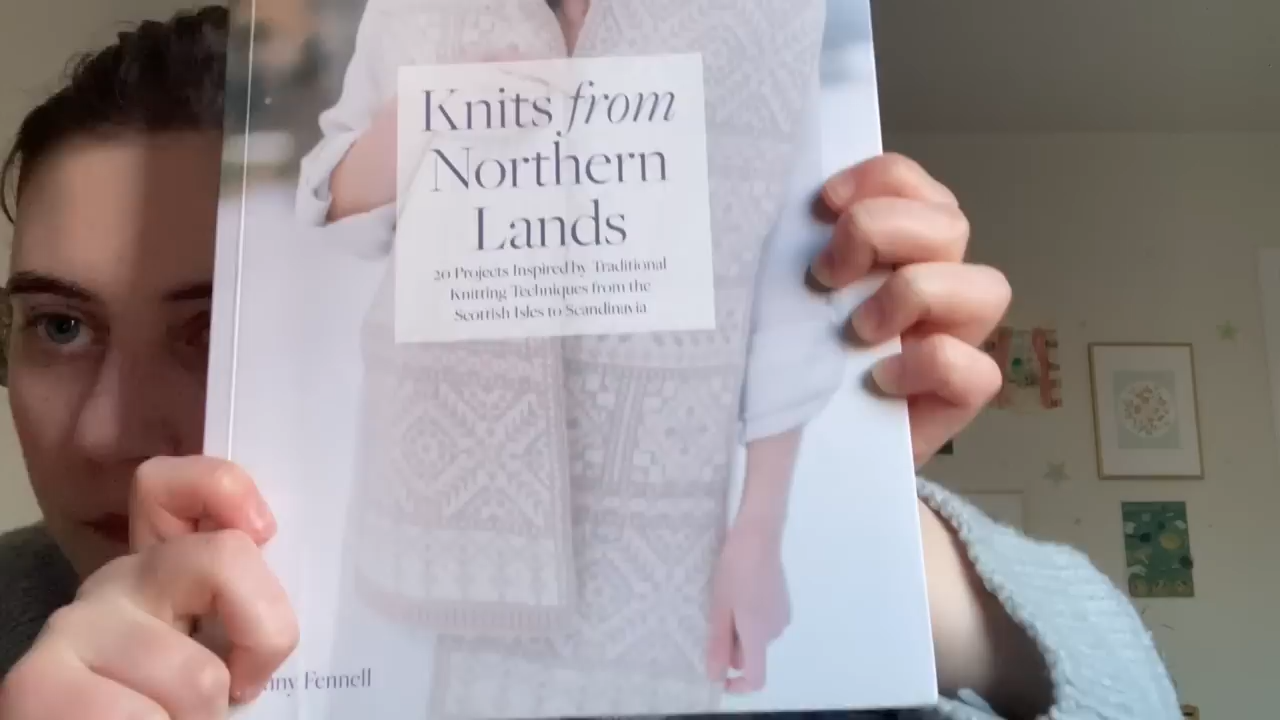 Knits from
Northern
Lands
20 Projects Inspired by Traditional
Knitting Techniques from the
Scottish Isles to Scandinavia
Fennell